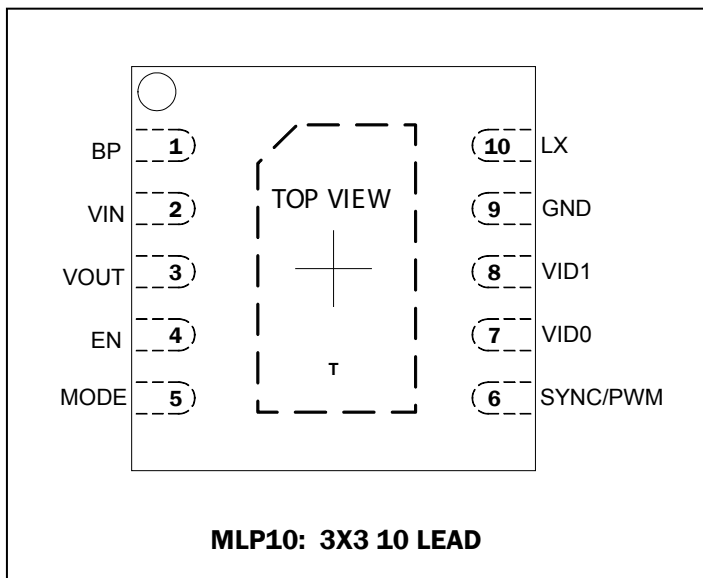 BP 1 10 LX
VIN 2 TOP VIEW 9 GND
VOUT 3 8 VID1
EN 4 7 VID0
T
MODE 5 6 SYNC/PWM
MLP10: 3X3 10 LEAD